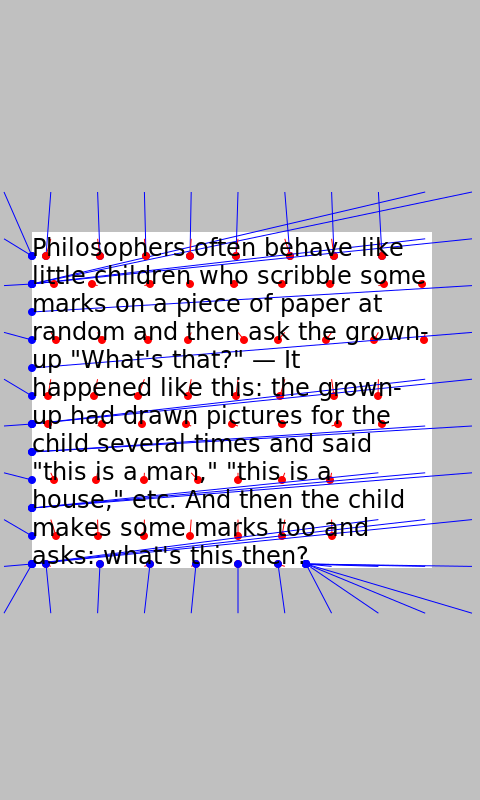 Philosophers often behave like
little children who scribble some
marks on a piece of paper at
random and then ask the grown-
up "What's that?" — It
happened like this: the grown-
up had drawn pictures for the
child several times and said
"this is a man," "this is a
house," etc. And then the child
makes some marks too and
asks: what's this then?